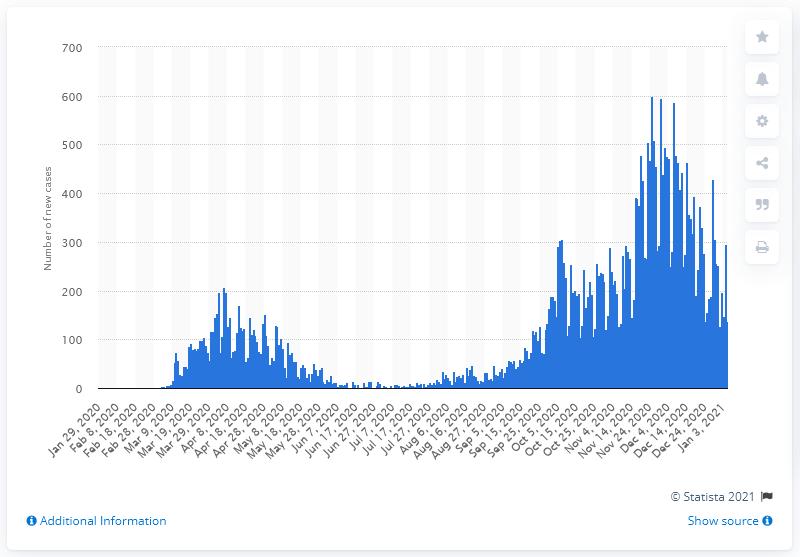 700
600
500
400
300
200
100
0
Number of new cases
Jan 29, 2020
Feb 8, 2020
Feb 18, 2020
Feb 28, 2020
Mar 9, 2020
Mar 19, 2020
Mar 29, 2020
Apr 8, 2020
Apr 18, 2020
Apr 28, 2020
May 8, 2020
May 18, 2020
May 28, 2020
Jun 7, 2020
Jun 17, 2020
Jun 27, 2020
Jul 7, 2020
Jul 17, 2020
Jul 27, 2020
Aug 6, 2020
Aug 16, 2020
Aug 27, 2020
Sep 5, 2020
Sep 15, 2020
Sep 25, 2020
Oct 5, 2020
Oct 15, 2020
Oct 25, 2020
Nov 4, 2020
Nov 14, 2020
Nov 24, 2020
Dec 4, 2020
Dec 14, 2020
Dec 24, 2020
Jan 3, 2021
© Statista 2021
Additional Information
Show source